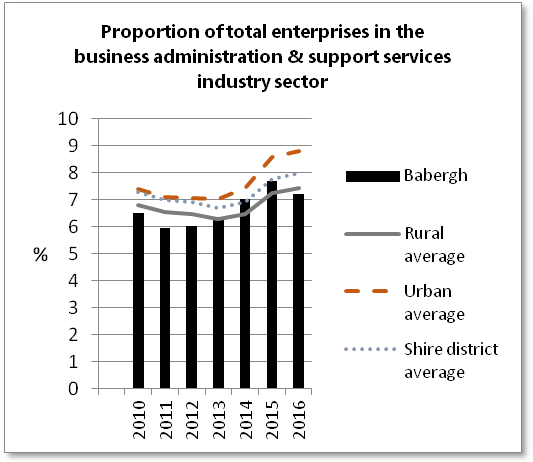 Proportion of total enterprises in the
business administration & support services
industry sector
10
9
8
7
6
5
4
3
2
1
0
%
2010
2011
2012
2013
2014
2015
2016
Babergh
Rural
average
Urban
average
Shire district
average